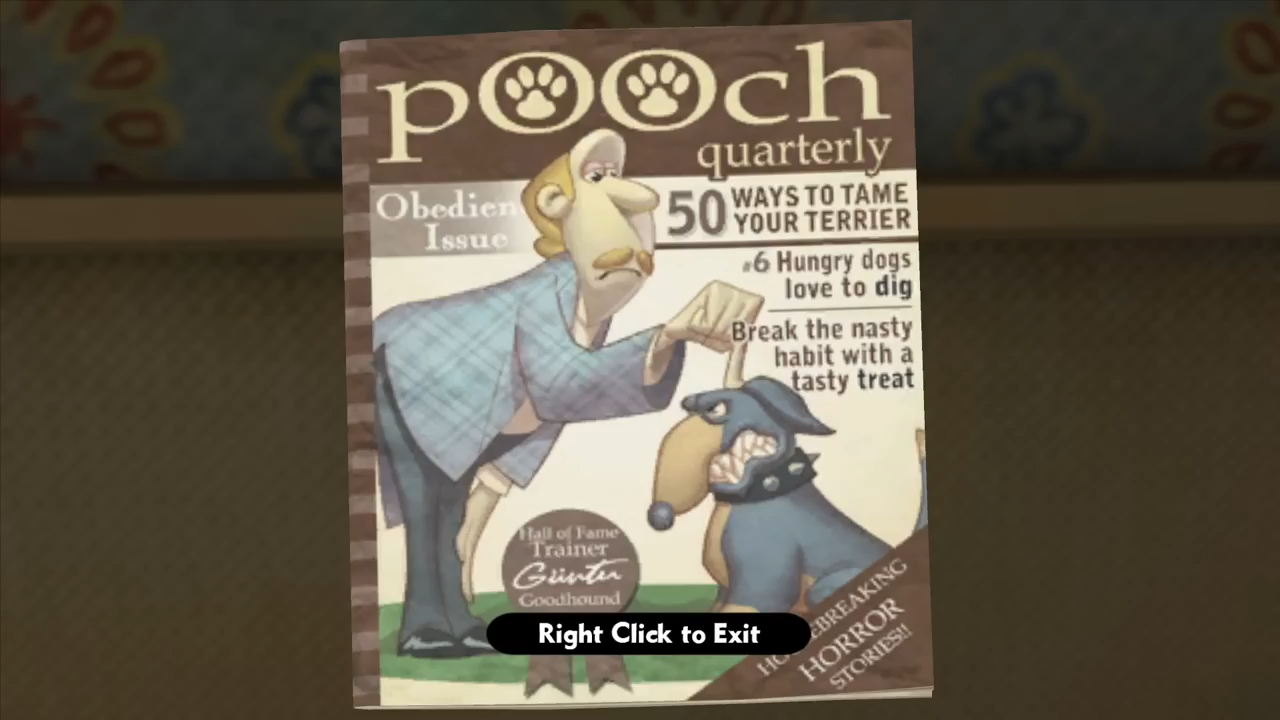 pOOch
quarterly
Obedien
Issue
50 WAYS TO TAME
YOUR TERRIER
#6 Hungry dogs
love to dig
Break the nasty
habit with a
tasty treat
Hall of Fame
Trainer
Günter
Goodhound
Right Click to Exit
HORROR
STORIES!!